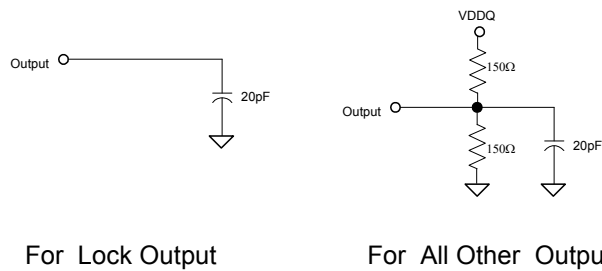 VDDQ
Output
20pF
150Ω
Output
150Ω
20pF
For Lock Output
For All Other Outpu